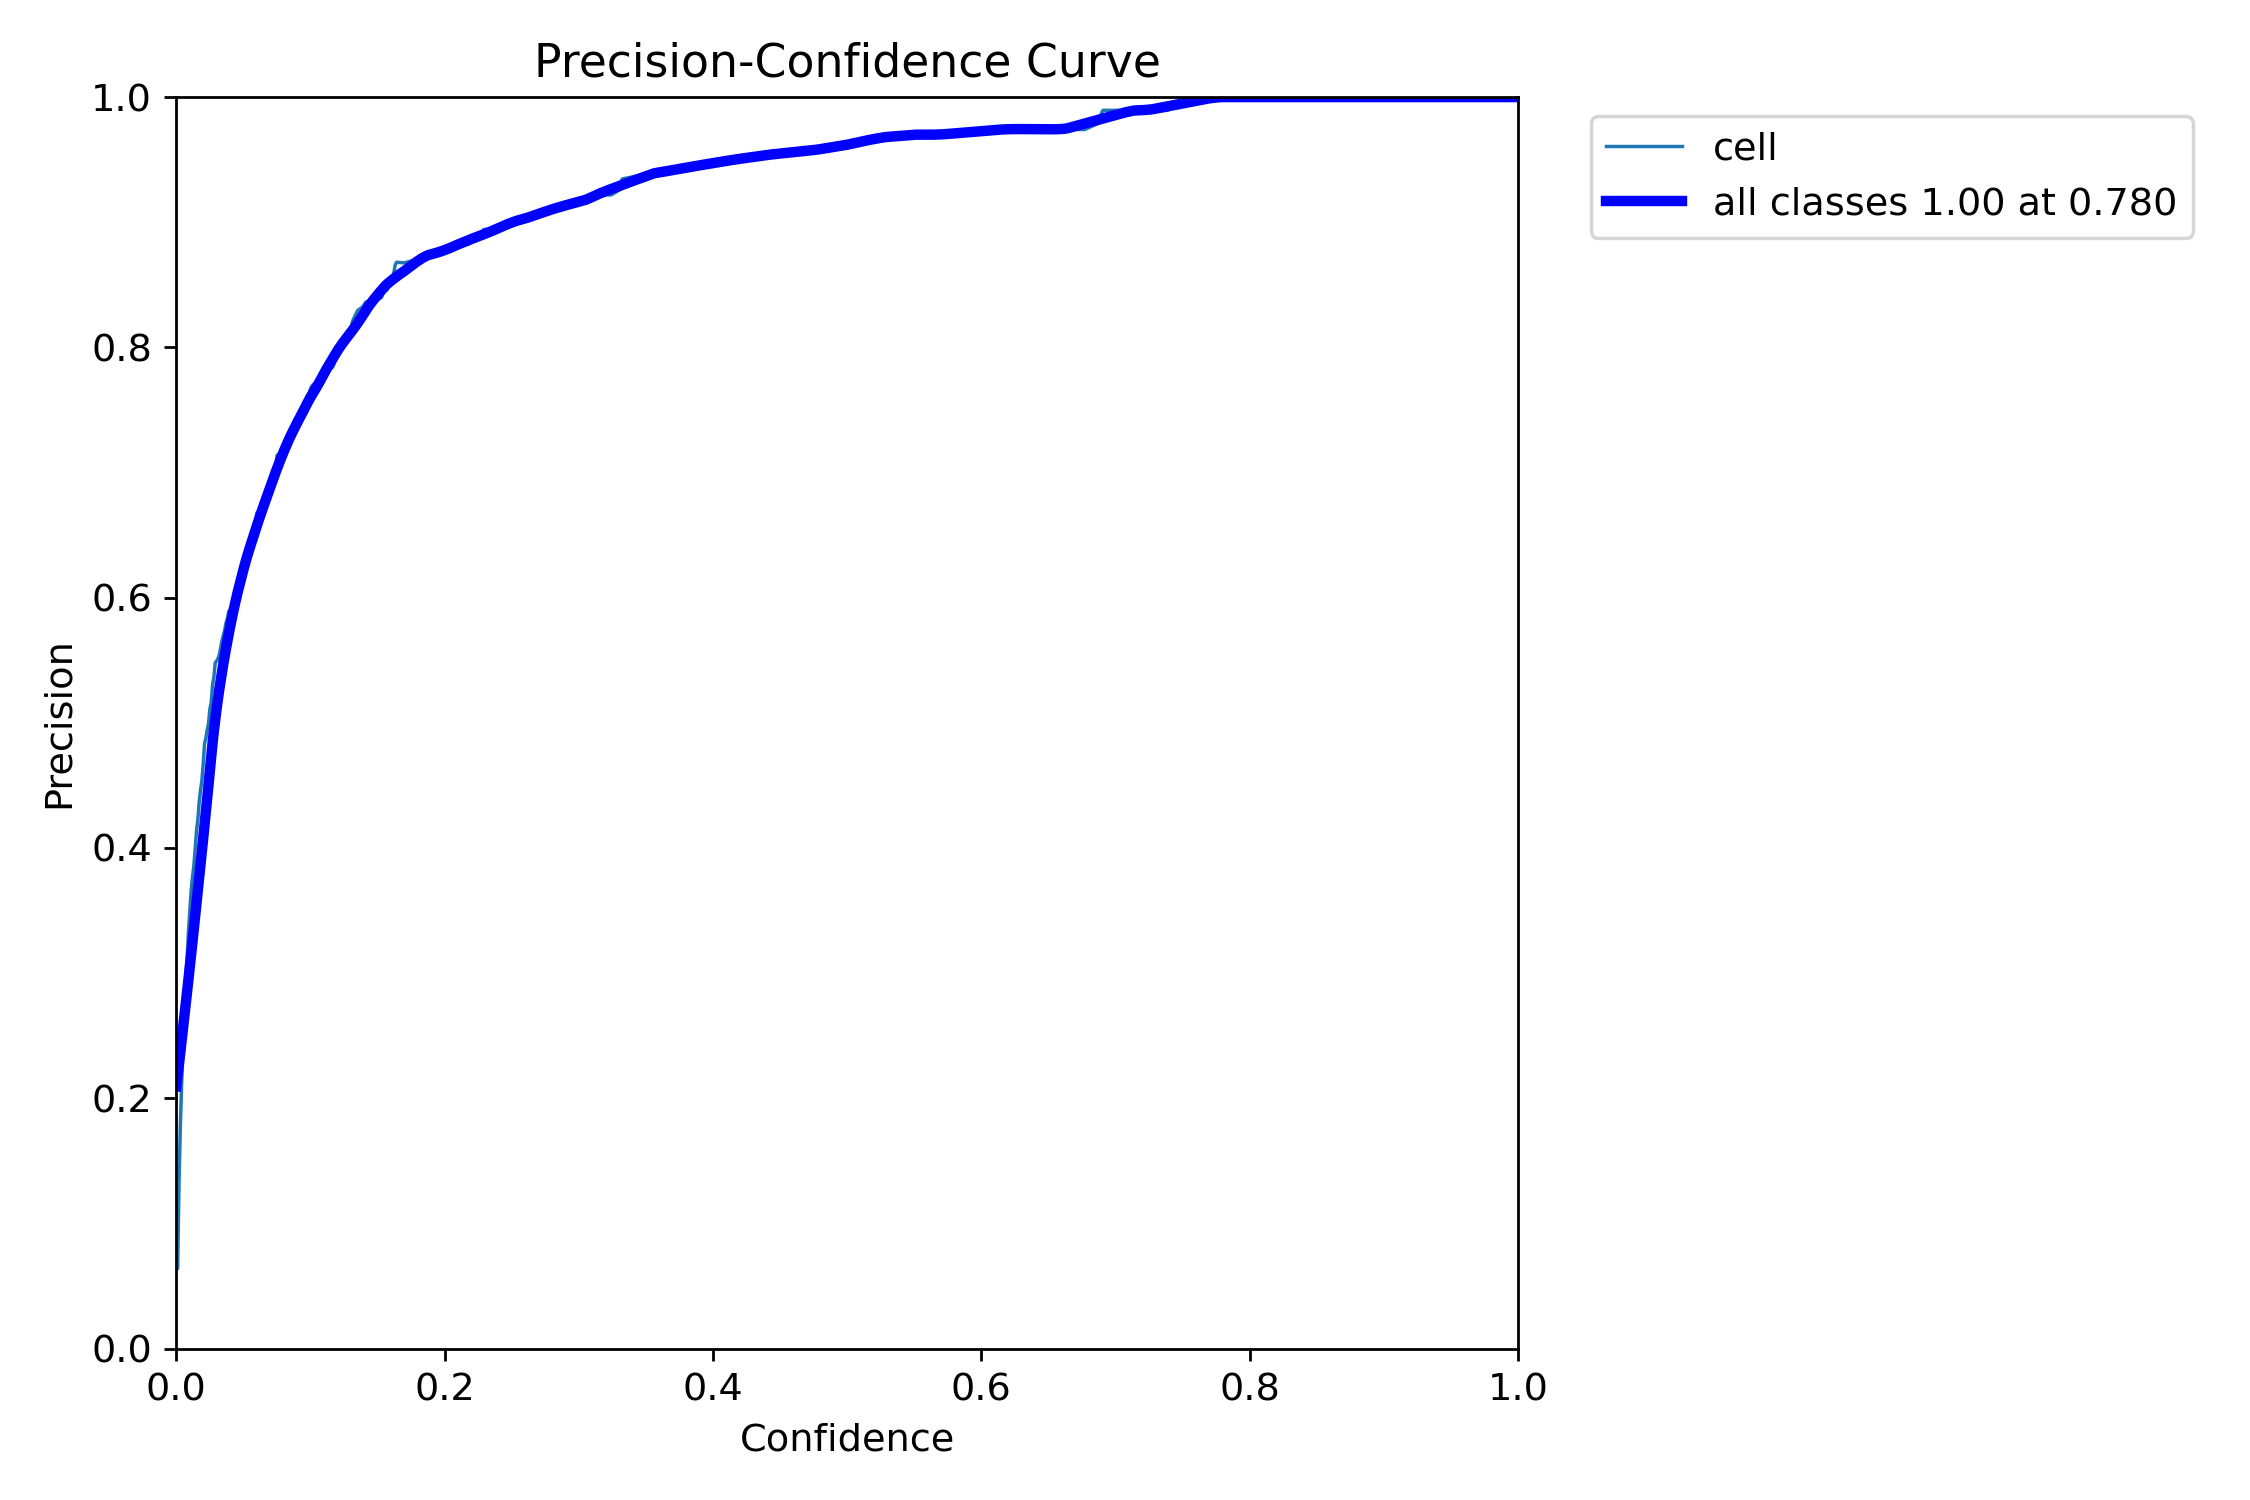 Precision-Confidence Curve
1.0
0.8
0.6
0.4
0.2
0.0
Precision
0.0 0.2 0.4 0.6 0.8 1.0
Confidence
cell
all classes 1.00 at 0.780